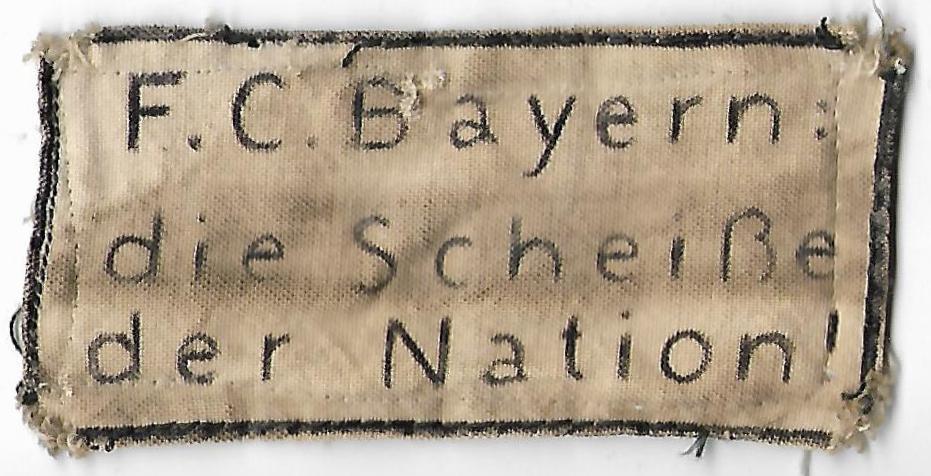 F.C. Bayern:
die Scheiße
der Nation!